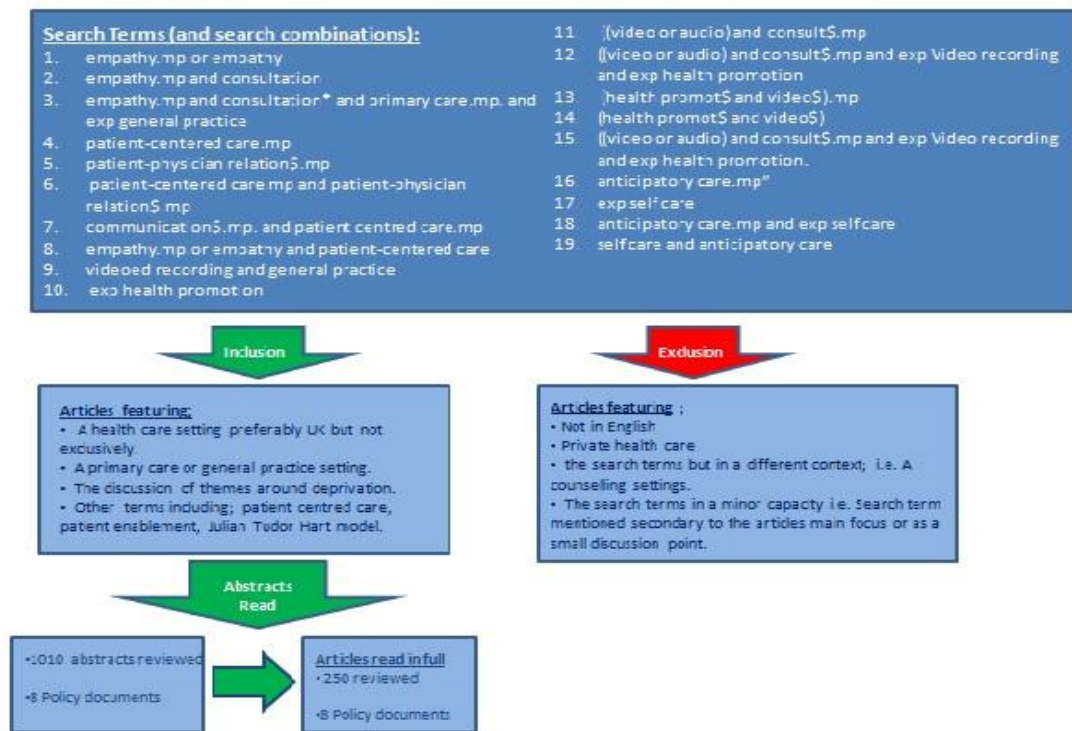 Search Terms (and search combinations):
1. empathy.mp or empathy
2. empathy.mp and consultation
3. empathy.mp and consultation* and primary care.mp. and
exp general practice
4. patient-centered care.mp
5. patient-physician relation$.mp
6. patient-centered care.mp and patient-physician
relation$.mp
7. communication$.mp. and patient centred care.mp
8. empathy.mp or empathy and patient-centered care
9. videoed recording and general practice
10. exp health promotion
11 ((video or audio) and consult$.mp
12 ((video or audio) and consult$.mp and exp Video recording
and exp health promotion
13 (health promot$ and video$).mp
14 (health promot$ and video$)
15 ((video or audio) and consult$.mp and exp Video recording
and exp health promotion.
16 anticipatory care.mp"
17 exp self care
18 anticipatory care.mp and exp self care
19 selfcare and anticipatory care
Inclusion
Exclusion
Articles featuring;
• A health care setting preferably UK but not
exclusively.
• A primary care or general practice setting.
• The discussion of themes around deprivation.
• Other terms including; patient centred care,
patient enablement, Julian Tudor Hart model.
Articles featuring ;
• Not in English
• Private health care
• the search terms but in a different context; i.e. A
counselling settings.
• The search terms in a minor capacity i.e. Search term
mentioned secondary to the articles main focus or as a
small discussion point.
Abstracts
Read
•1010 abstracts reviewed
•8 Policy documents
Articles read in full
•250 reviewed
•8 Policy documents